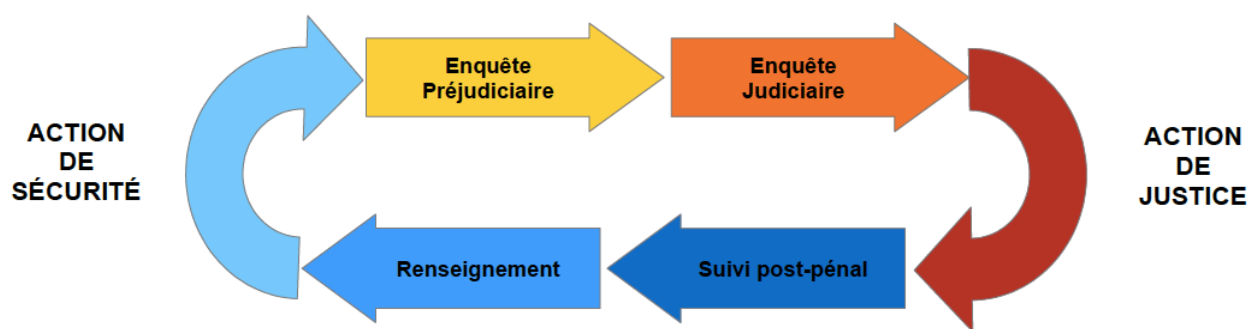 ACTION
DE
SÉCURITÉ
Enquête
Préjudiciaire
Enquête
Judiciaire
ACTION
DE
JUSTICE
Renseignement
Suivi post-pénal